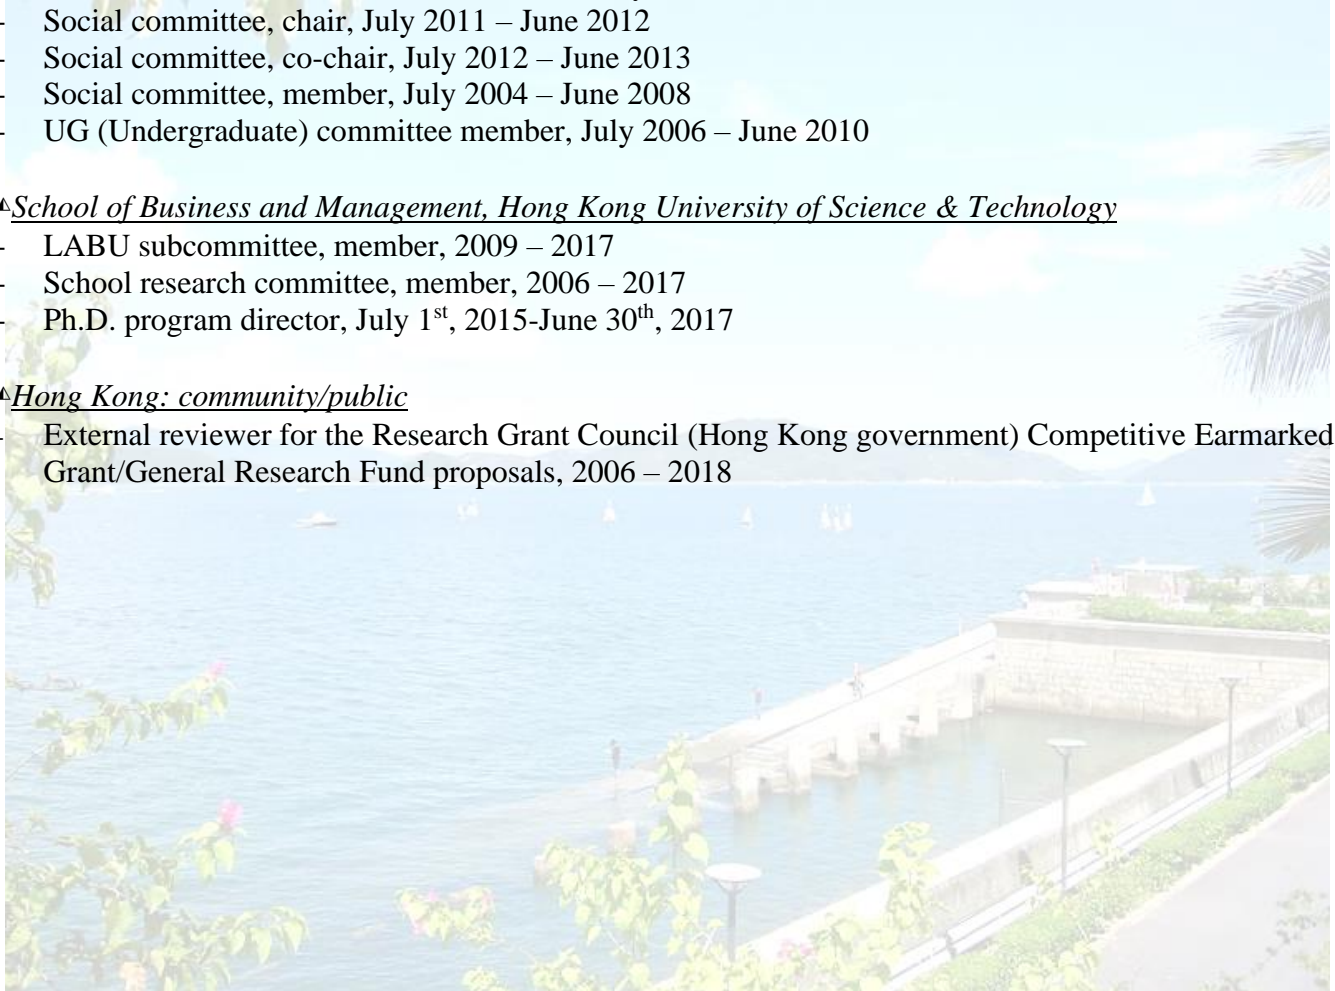 - Social committee, chair, July 2011 – June 2012
- Social committee, co-chair, July 2012 – June 2013
- Social committee, member, July 2004 – June 2008
- UG (Undergraduate) committee member, July 2006 – June 2010
School of Business and Management, Hong Kong University of Science & Technology
- LABU subcommittee, member, 2009 – 2017
- School research committee, member, 2006 – 2017
- Ph.D. program director, July 1st, 2015-June 30th, 2017
Hong Kong: community/public
- External reviewer for the Research Grant Council (Hong Kong government) Competitive Earmarked
Grant/General Research Fund proposals, 2006 – 2018